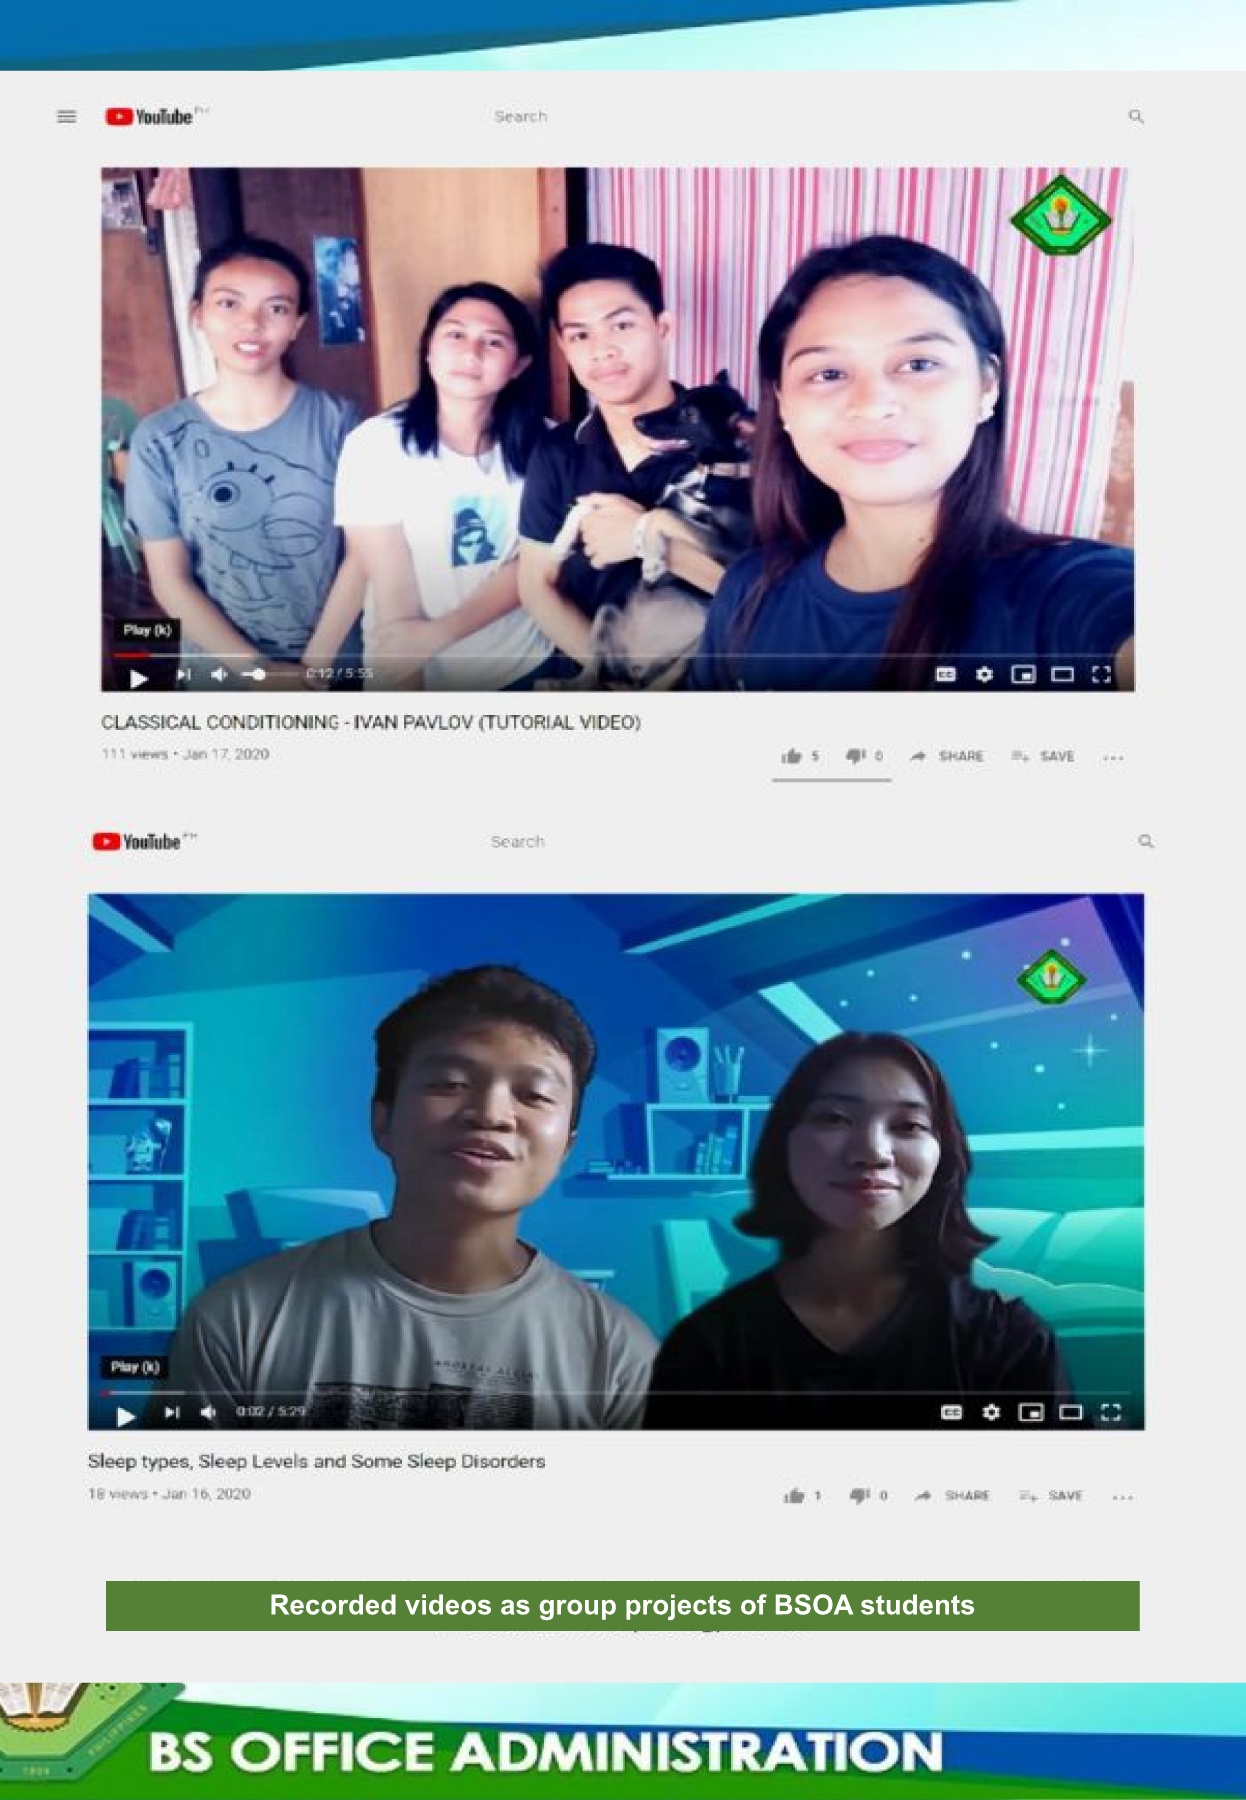 YouTube PH
Search
Play (k)
0:12 / 5:55
CLASSICAL CONDITIONING - IVAN PAVLOV (TUTORIAL VIDEO)
111 views • Jan 17, 2020
5 0 SHARE SAVE ...
YouTube PH
Search
Play (k)
0:02 / 5:29
Sleep types, Sleep Levels and Some Sleep Disorders
18 views • Jan 16, 2020
1 0 SHARE SAVE ...
Recorded videos as group projects of BSOA students
PHILIPPINES
BS OFFICE ADMINISTRATION